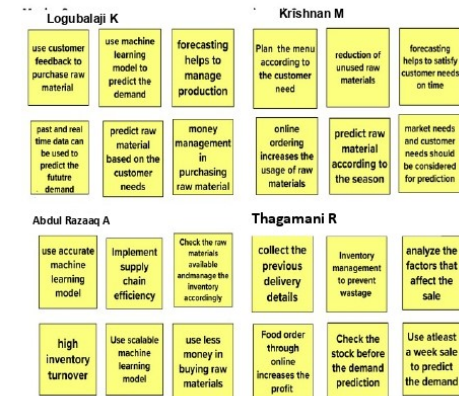 Logubalaji K
use customer
feedback to
purchase raw
material
use machine
learning
model to
predict the
demand
forecasting
helps to
manage
production
past and real
time data can
be used to
predict the
fututre
demand
predict raw
material
based on the
customer
needs
money
management
in
purchasing
raw material
Krishnan M
Plan the menu
according to
the customer
need
reduction of
unused raw
materials
forecasting
helps to satisfy
customer needs
on time
online
ordering
increases the
usage of raw
materials
predict raw
material
according to
the season
market needs
and customer
needs should
be considered
for prediction
Abdul Razaaq A
use accurate
machine
learning
model
Implement
supply
chain
efficiency
Check the raw
materials
available
andmanage the
inventory
accordingly
high
inventory
turnover
Use scalable
machine
learning
model
use less
money in
buying raw
materials
Thagamani R
collect the
previous
delivery
details
Inventory
management
to prevent
wastage
analyze the
factors that
affect the
sale
Food order
through
online
increases the
profit
Check the
stock before
the demand
prediction
Use atleast
a week sale
to predict
the demand